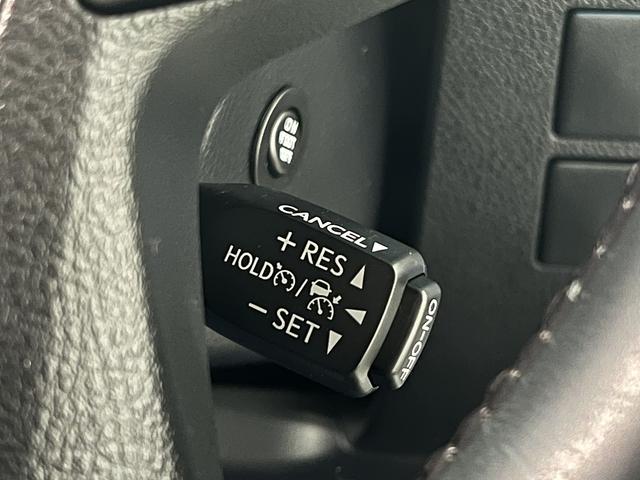 CANCEL▼
+ RES ▲
HOLD /
− SET ▼
ON-OFF